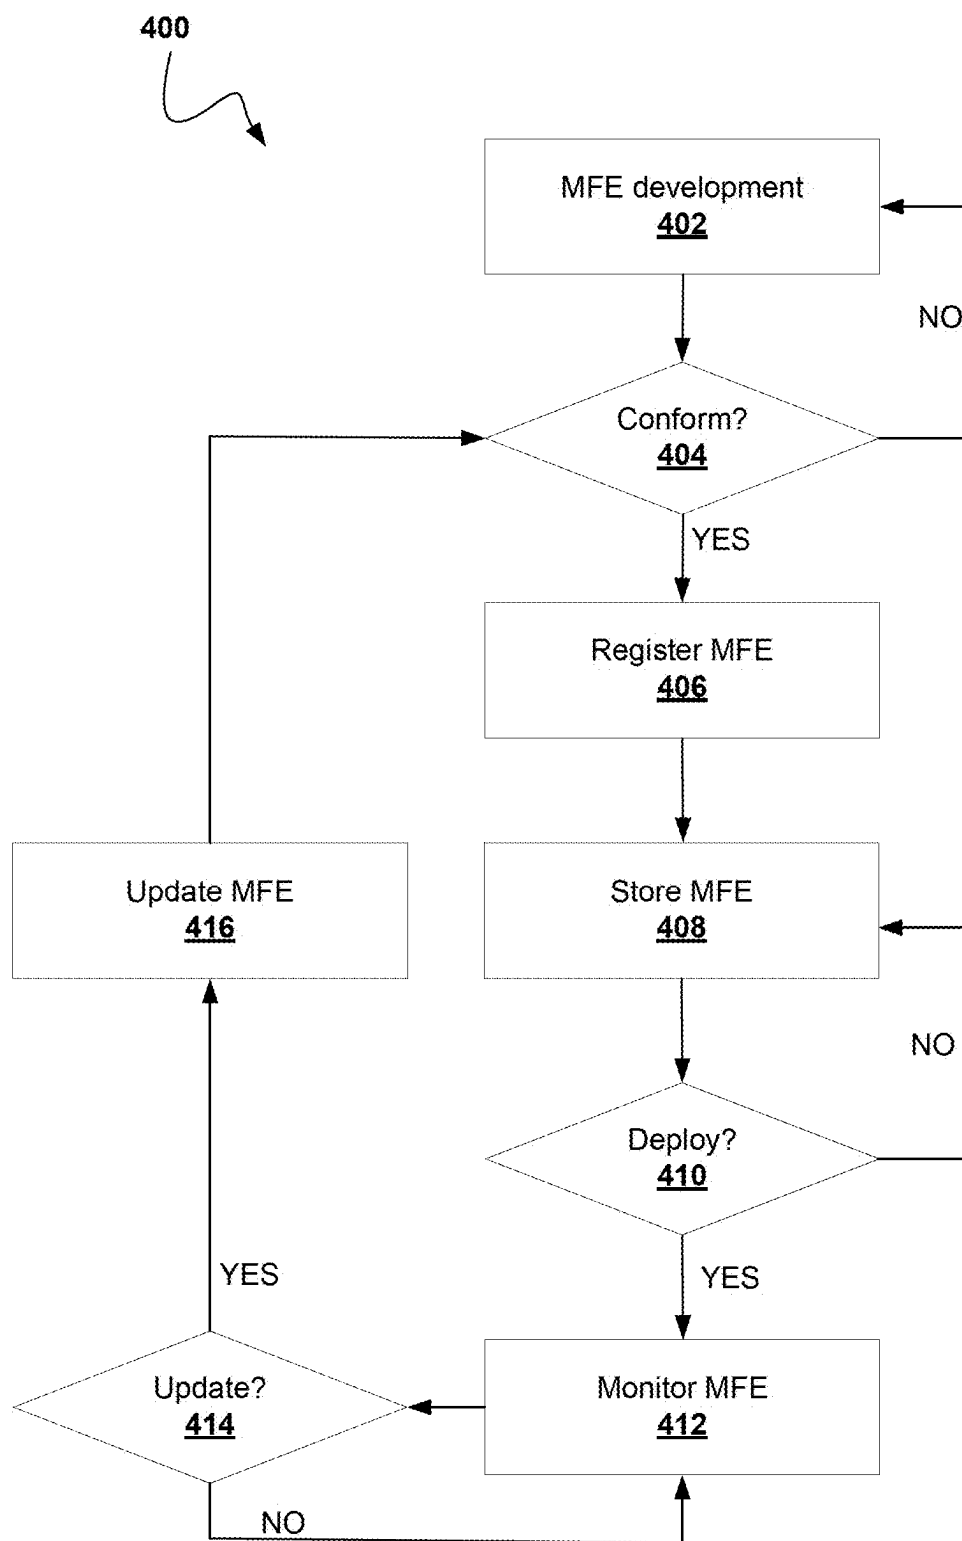 400
MFE development
402
NO
Conform?
404
YES
Register MFE
406
Update MFE
416
Store MFE
408
NO
Deploy?
410
YES
YES
Update?
414
Monitor MFE
412
NO